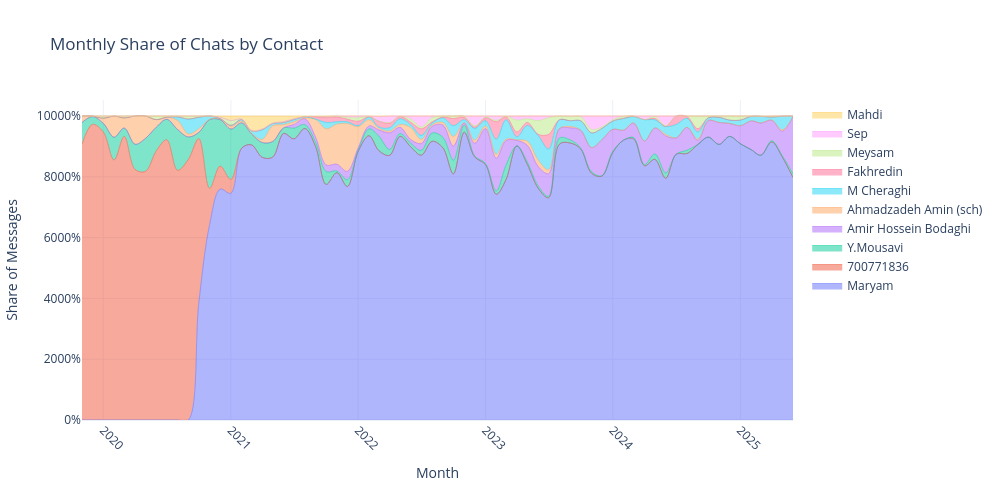 Monthly Share of Chats by Contact
Share of Messages
10000%
8000%
6000%
4000%
2000%
0%
2020
2021
2022
2023
2024
2025
Month
Mahdi
Sep
Meysam
Fakhredin
M Cheraghi
Ahmadzadeh Amin (sch)
Amir Hossein Bodaghi
Y.Mousavi
700771836
Maryam